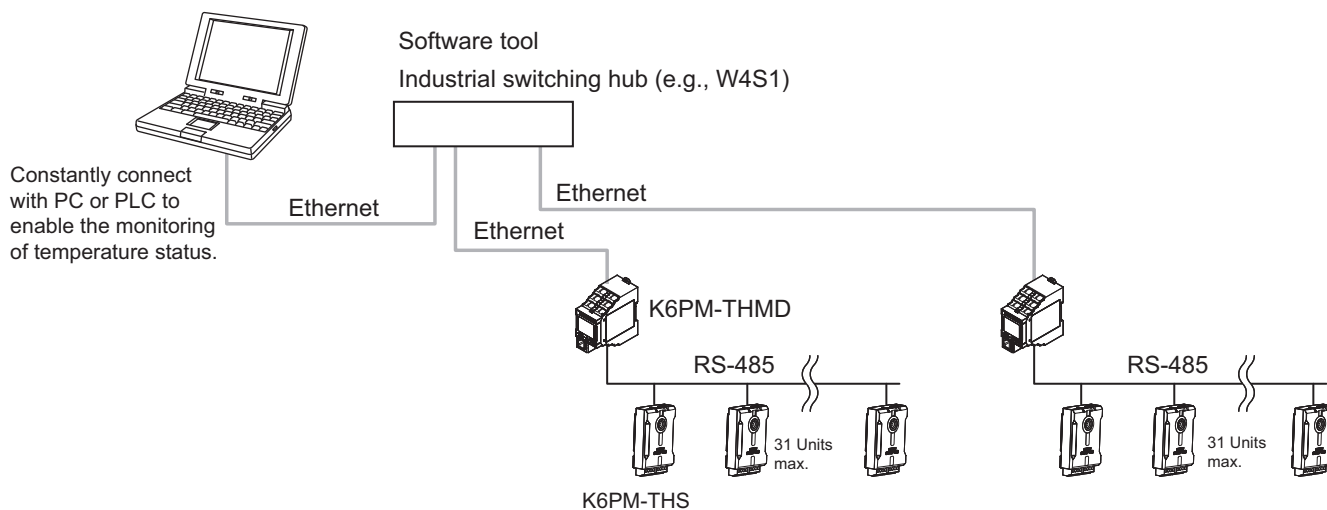 Software tool
Industrial switching hub (e.g., W4S1)
Constantly connect
with PC or PLC to
enable the monitoring
of temperature status.
Ethernet
Ethernet
Ethernet
K6PM-THMD
RS-485
RS-485
31 Units
max.
31 Units
max.
K6PM-THS